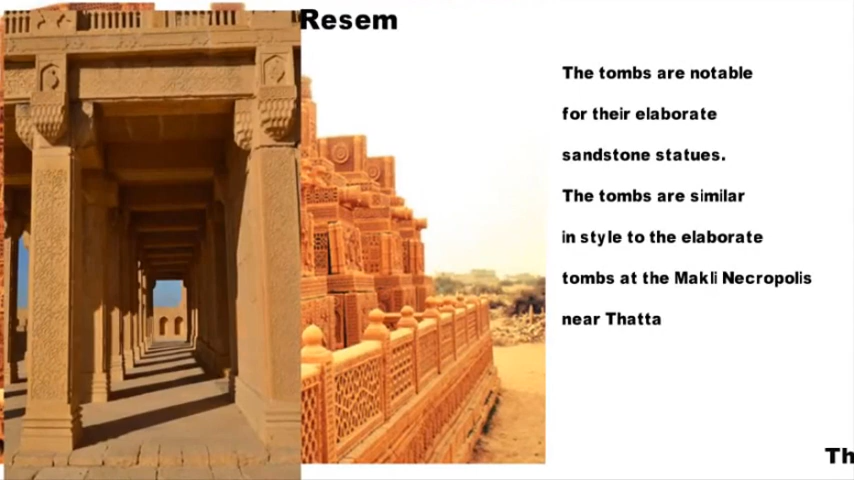 Resem
The tombs are notable
for their elaborate
sandstone statues.
The tombs are similar
in style to the elaborate
tombs at the Makli Necropolis
near Thatta
Th